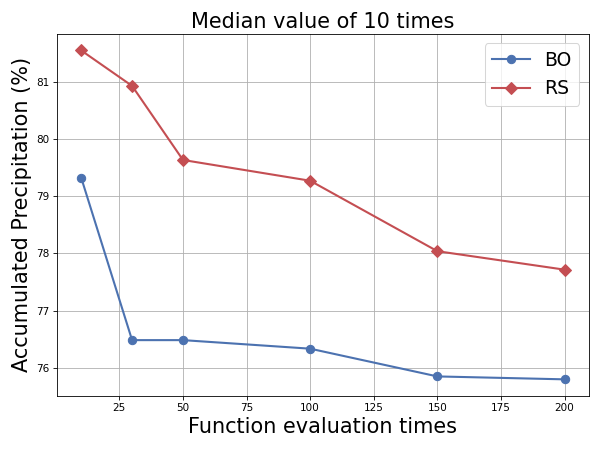 Median value of 10 times
Accumulated Precipitation (%)
81
80
79
78
77
76
BO
RS
25
50
75
100
125
150
175
200
Function evaluation times